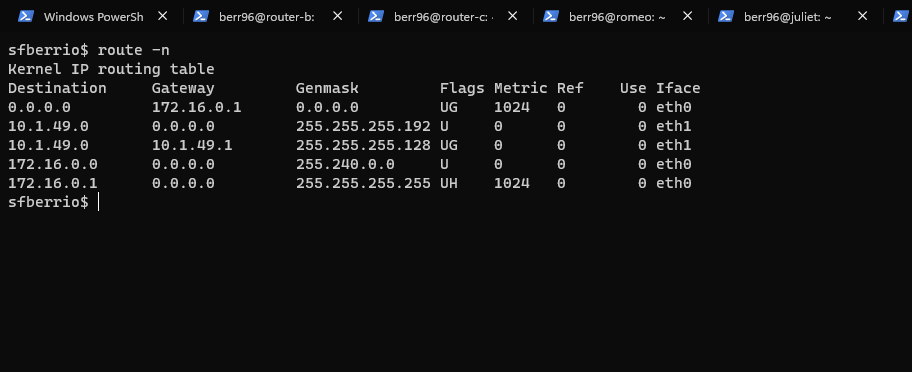 Windows PowerSh berr96@router-b: berr96@router-c: berr96@romeo: ~ berr96@juliet: ~
sfberrio$ route -n
Kernel IP routing table
Destination Gateway Genmask Flags Metric Ref Use Iface
0.0.0.0 172.16.0.1 0.0.0.0 UG 1024 0 0 eth0
10.1.49.0 0.0.0.0 255.255.255.192 U 0 0 0 eth1
10.1.49.0 10.1.49.1 255.255.255.128 UG 0 0 0 eth1
172.16.0.0 0.0.0.0 255.240.0.0 U 0 0 0 eth0
172.16.0.1 0.0.0.0 255.255.255.255 UH 1024 0 0 eth0
sfberrio$